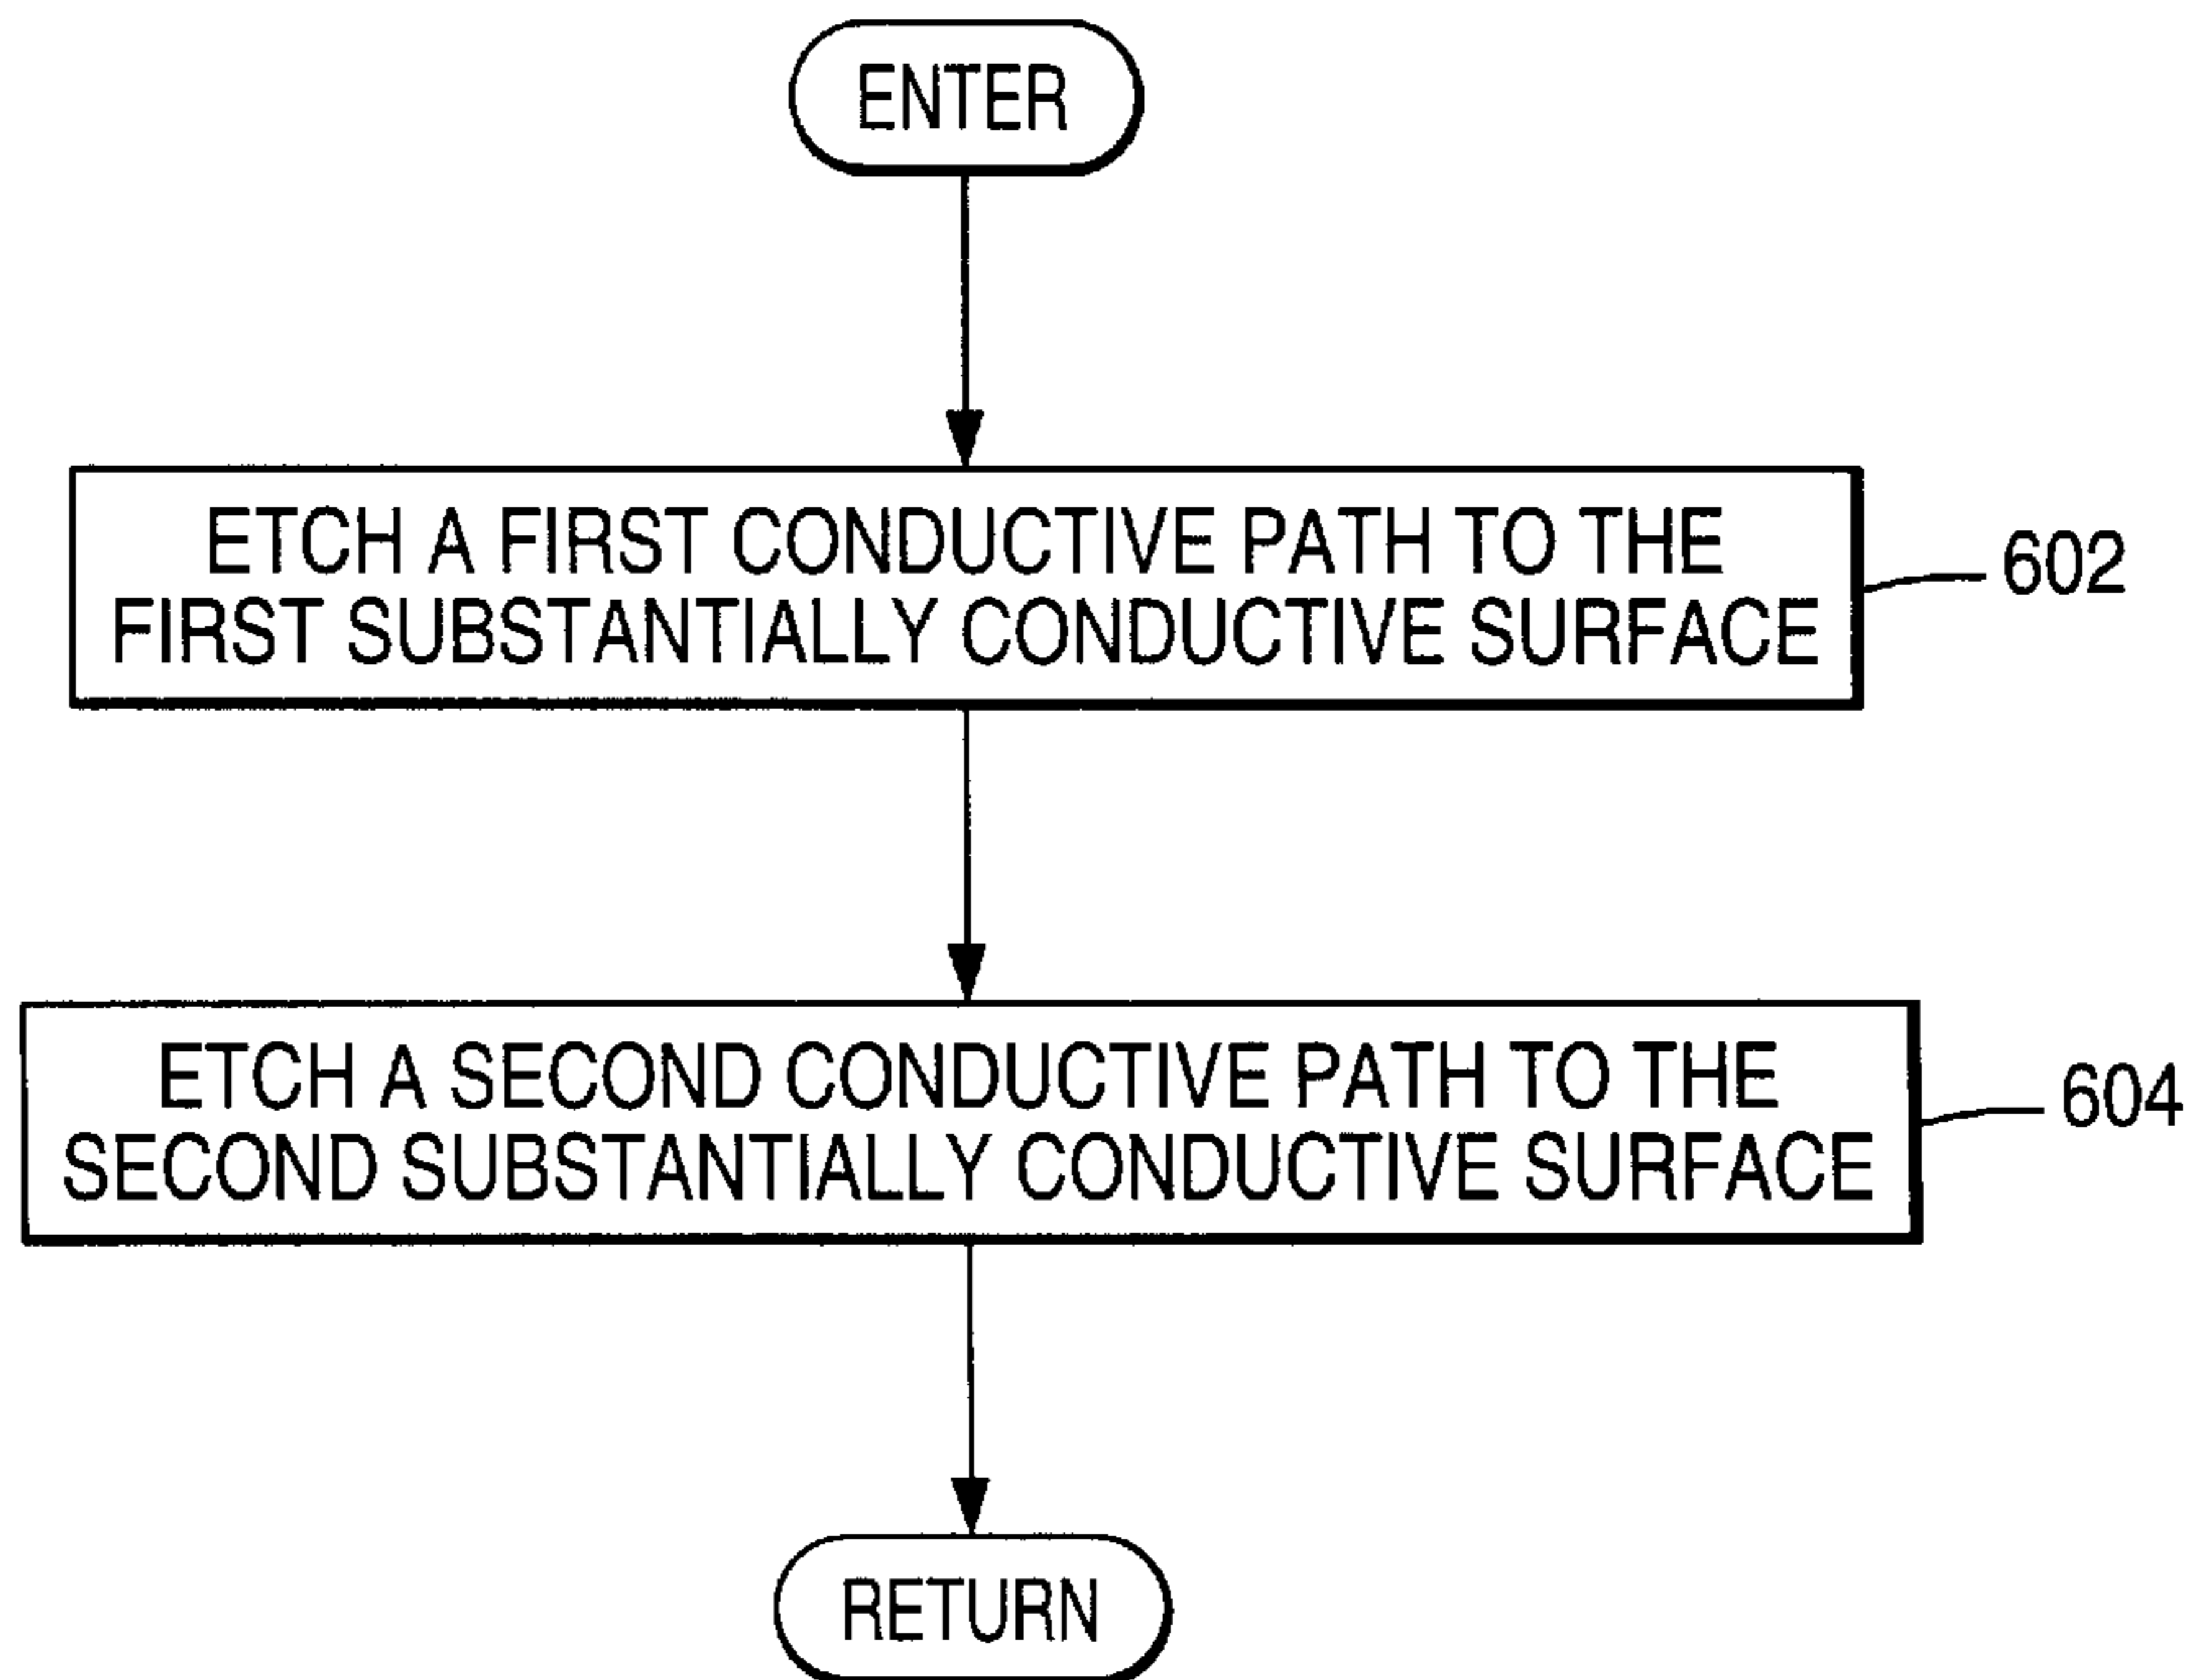 ENTER
ETCH A FIRST CONDUCTIVE PATH TO THE
FIRST SUBSTANTIALLY CONDUCTIVE SURFACE
602
ETCH A SECOND CONDUCTIVE PATH TO THE
SECOND SUBSTANTIALLY CONDUCTIVE SURFACE
604
RETURN